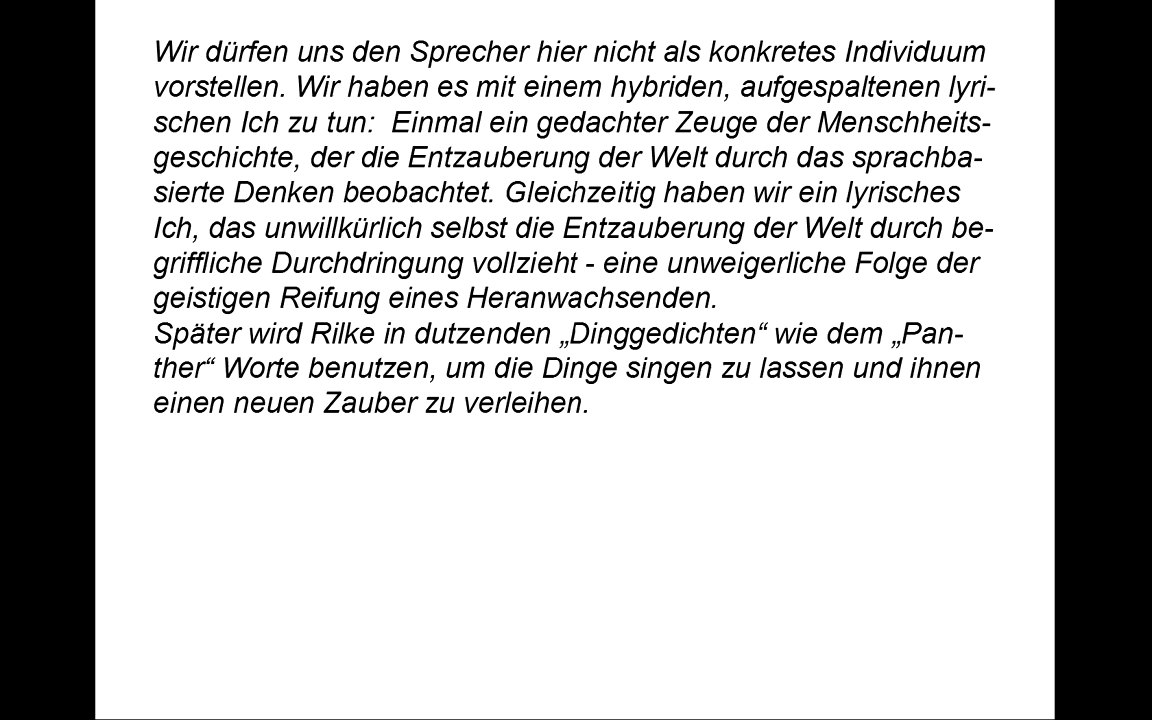 Wir dürfen uns den Sprecher hier nicht als konkretes Individuum
vorstellen. Wir haben es mit einem hybriden, aufgespaltenen lyri-
schen Ich zu tun:  Einmal ein gedachter Zeuge der Menschheits-
geschichte, der die Entzauberung der Welt durch das sprachba-
sierte Denken beobachtet. Gleichzeitig haben wir ein lyrisches
Ich, das unwillkürlich selbst die Entzauberung der Welt durch be-
griffliche Durchdringung vollzieht - eine unweigerliche Folge der
geistigen Reifung eines Heranwachsenden.
Später wird Rilke in dutzenden „Dinggedichten“ wie dem „Pan-
ther“ Worte benutzen, um die Dinge singen zu lassen und ihnen
einen neuen Zauber zu verleihen.